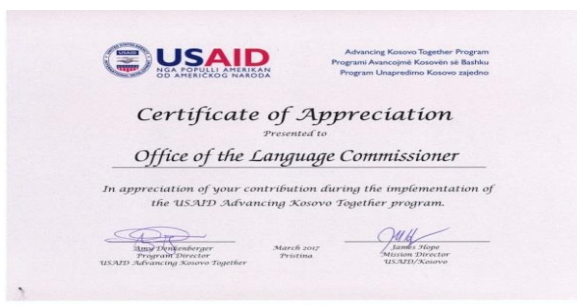 USAID
NGA POPULLI AMERIKAN
OD AMERIČKOG NARODA
Advancing Kosovo Together Program
Programi Avancojmë Kosovën së Bashku
Program Unapredimo Kosovo zajedno
Certificate of Appreciation
Presented to
Office of the Language Commissioner
In appreciation of your contribution during the implementation of
the USAID Advancing Kosovo Together program.
Amy Denkenberger
Program Director
USAID Advancing Kosovo Together
March 2017
Pristina
James Hope
Mission Director
USAID/Kosovo